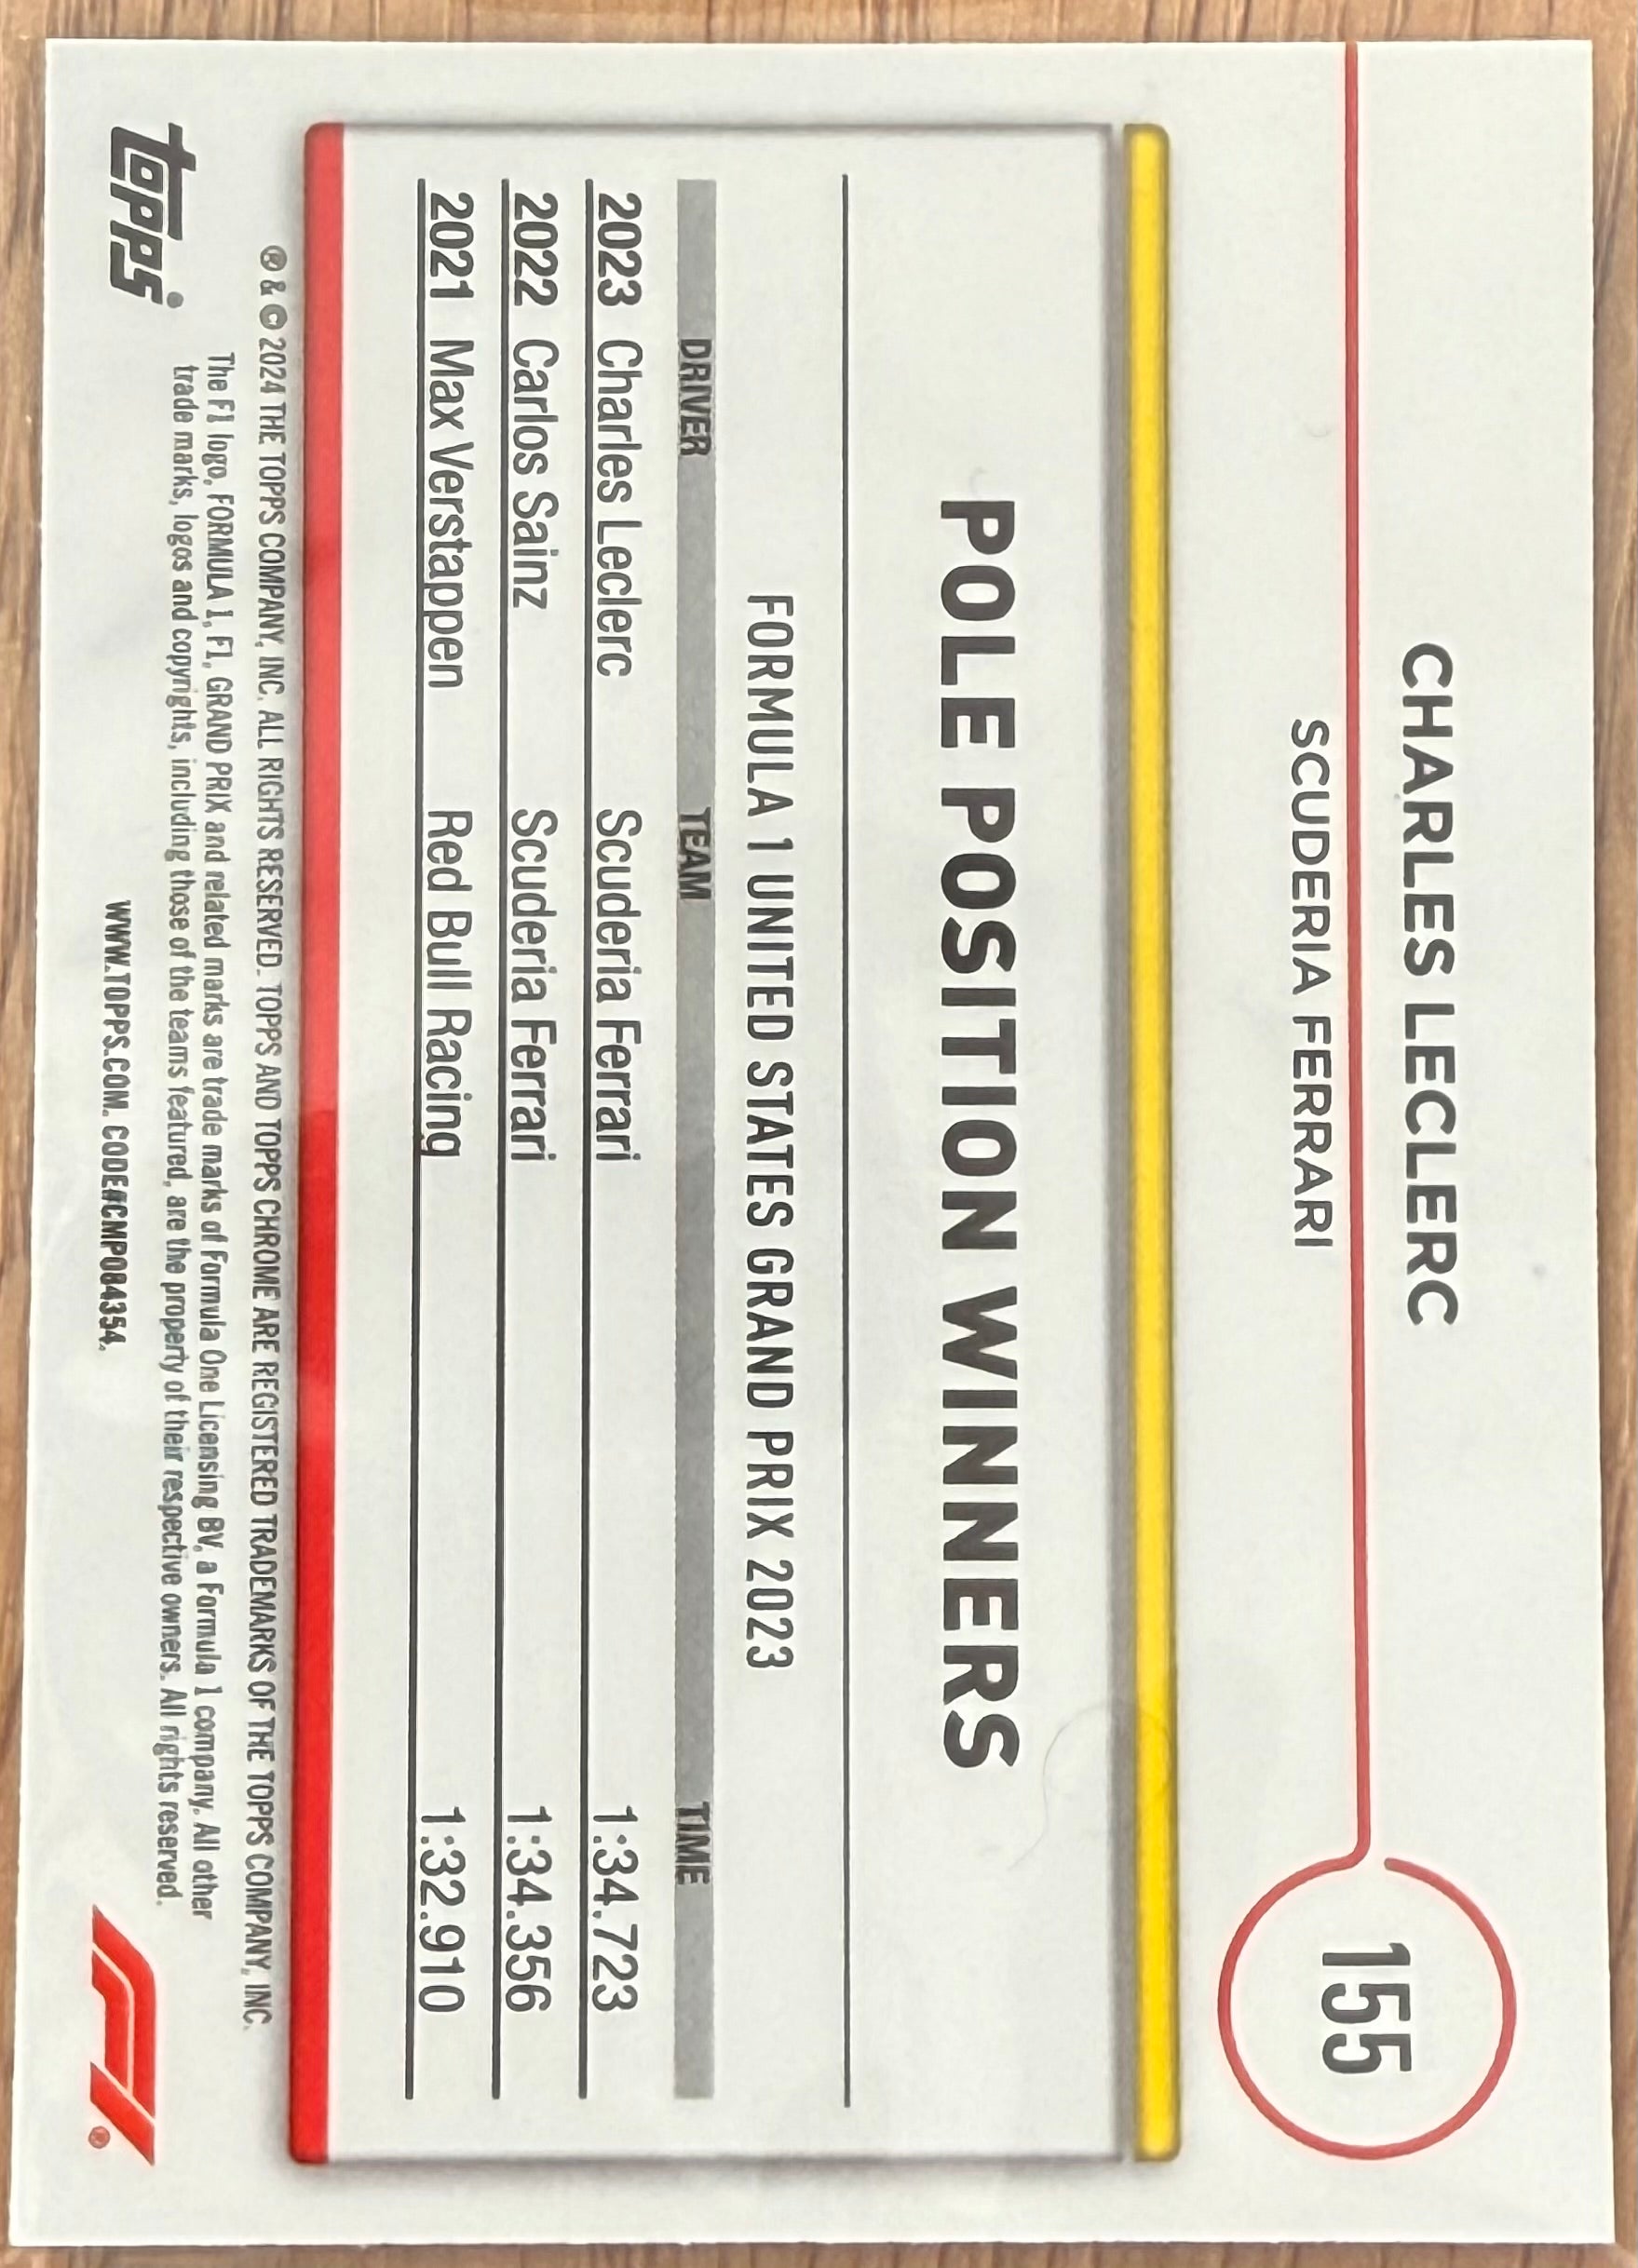 CHARLES LECLERC
SCUDERIA FERRARI
155
POLE POSITION WINNERS
FORMULA 1 UNITED STATES GRAND PRIX 2023
DRIVER TEAM TIME
2023 Charles Leclerc Scuderia Ferrari 1:34.723
2022 Carlos Sainz Scuderia Ferrari 1:34.356
2021 Max Verstappen Red Bull Racing 1:32.910
® & © 2024 THE TOPPS COMPANY, INC. ALL RIGHTS RESERVED. TOPPS AND TOPPS CHROME ARE REGISTERED TRADEMARKS OF THE TOPPS COMPANY, INC.
The F1 logo, FORMULA 1, F1, GRAND PRIX and related marks are trade marks of Formula One Licensing BV, a Formula 1 company. All other
trade marks, logos and copyrights, including those of the teams featured, are the property of their respective owners. All rights reserved.
topps®
WWW.TOPPS.COM. CODE#CMP084354.
F1®